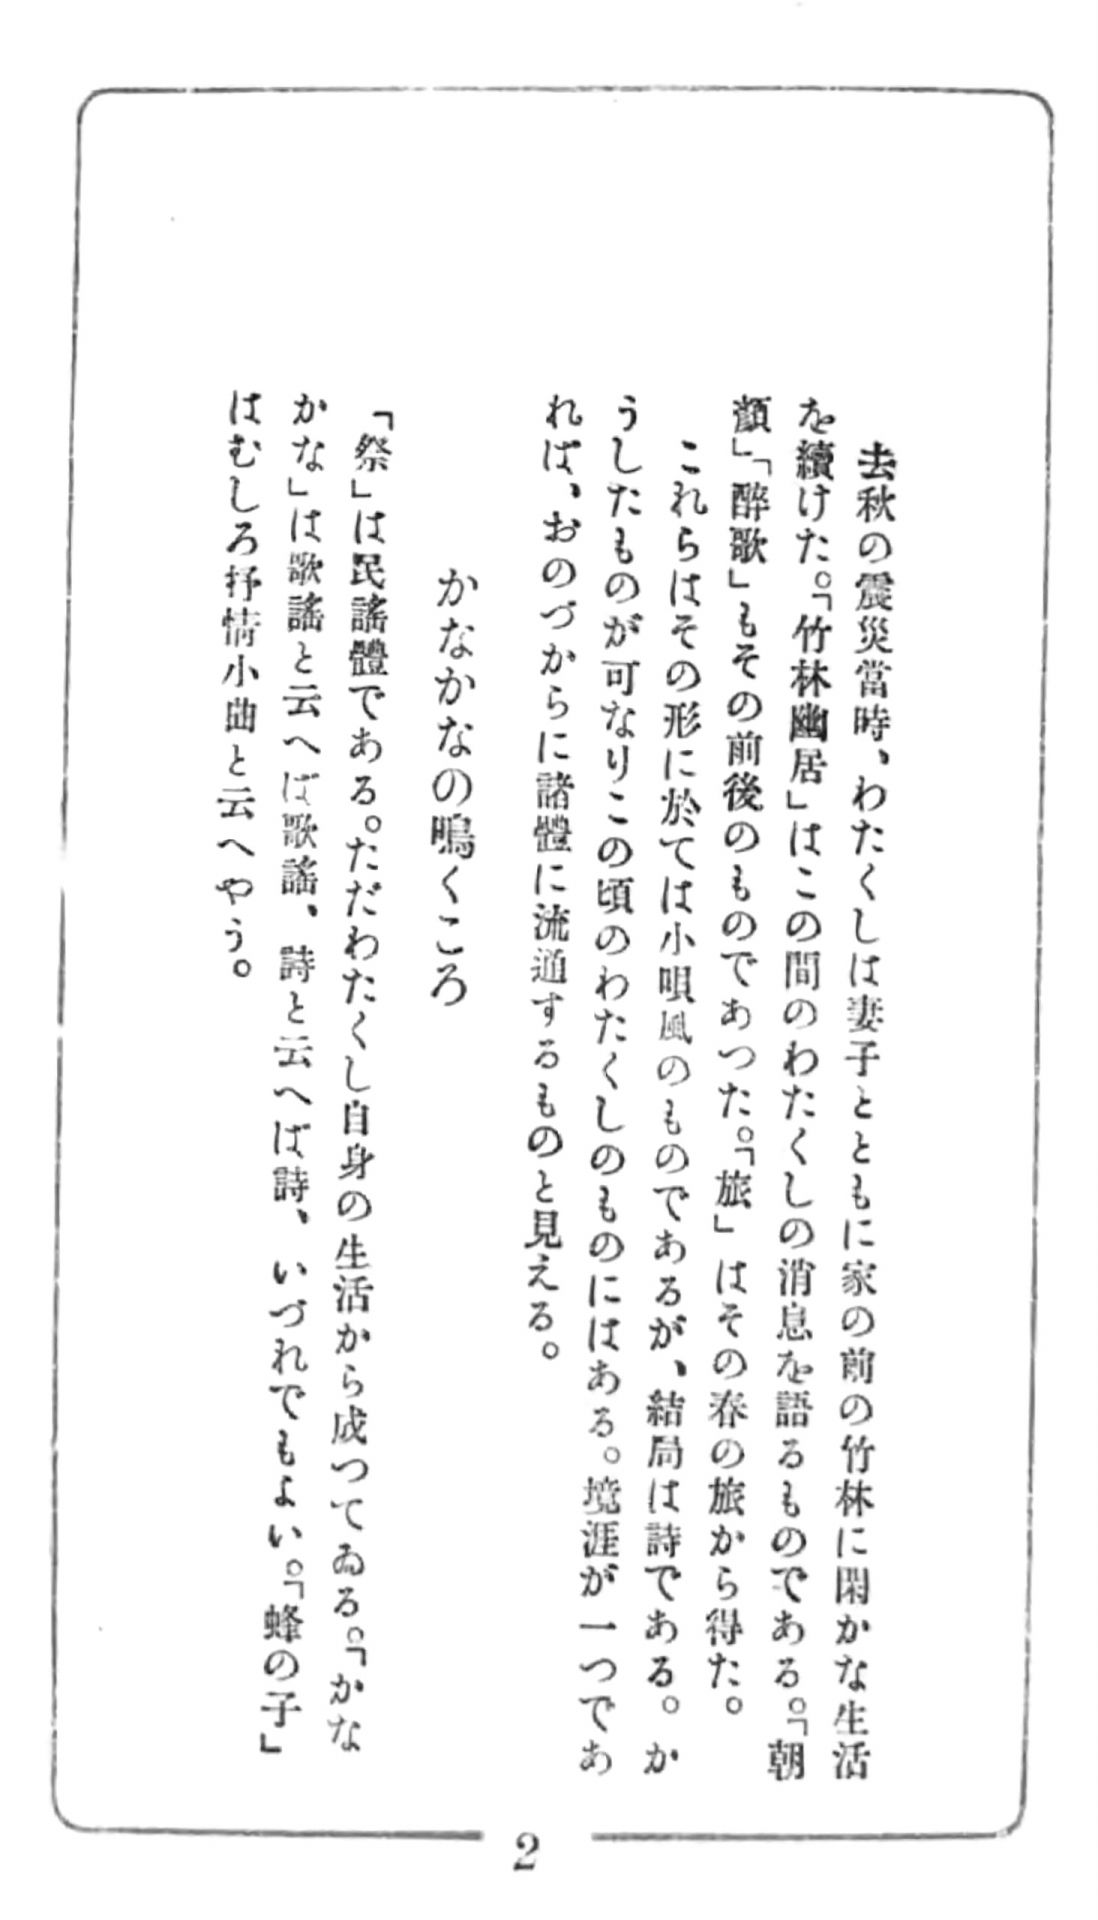 去秋の震災當時、わたくしは妻子とともに家の前の竹林に閑かな生活
を續けた。「竹林幽居」はこの間のわたくしの消息を語るものである。「朝
顏」「醉歌」もその前後のものであつた。「旅」はその春の旅から得た。
これらはその形に於ては小唄風のものであるが、結局は詩である。か
うしたものが可なりこの頃のわたくしのものにはある。境涯が一つであ
れば、おのづからに諸體に流通するものと見える。
かなかなの鳴くころ
「祭」は民謠體である。ただわたくし自身の生活から成つてゐる。「かな
かな」は歌謠と云へば歌謠、詩と云へば詩、いづれでもよい。「蜂の子」
はむしろ抒情小曲と云へやう。
2